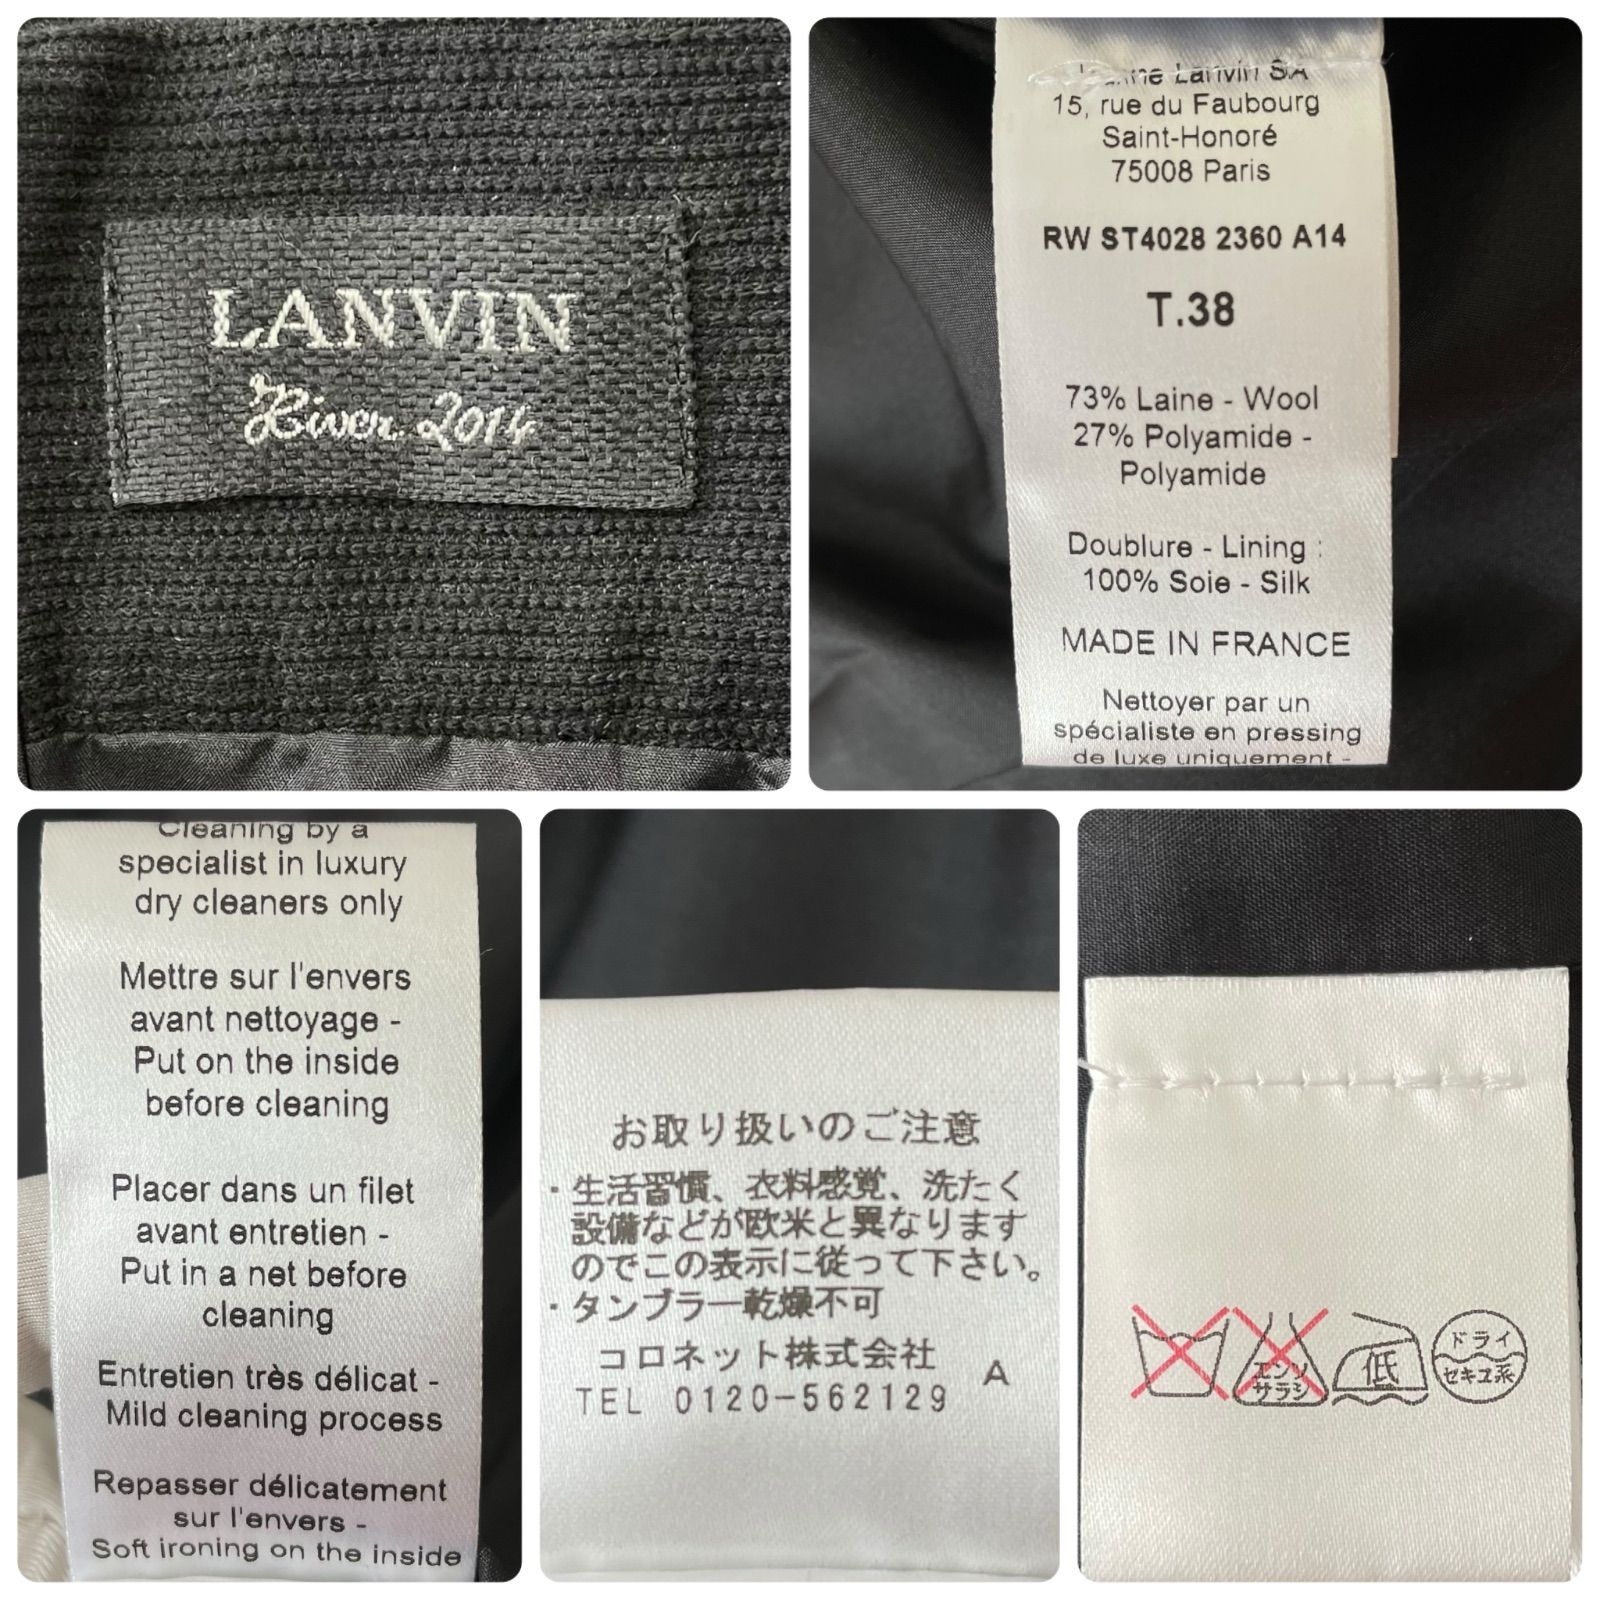 LANVIN
Hiver 2014
Jeanne Lanvin SA
15, rue du Faubourg
Saint-Honoré
75008 Paris
RW ST4028 2360 A14
T.38
73% Laine - Wool
27% Polyamide -
Polyamide
Doublure - Lining :
100% Soie - Silk
MADE IN FRANCE
Nettoyer par un
spécialiste en pressing
de luxe uniquement -
Cleaning by a
specialist in luxury
dry cleaners only
Mettre sur l'envers
avant nettoyage -
Put on the inside
before cleaning
Placer dans un filet
avant entretien -
Put in a net before
cleaning
Entretien très délicat -
Mild cleaning process
Repasser délicatement
sur l'envers -
Soft ironing on the inside
お取り扱いのご注意
・生活習慣、衣料感覚、洗たく
設備などが欧米と異なります
のでこの表示に従って下さい。
・タンブラー乾燥不可
コロネット株式会社
TEL 0120-562129
A
エンソ
サラシ
低
ドライ
セキユ系